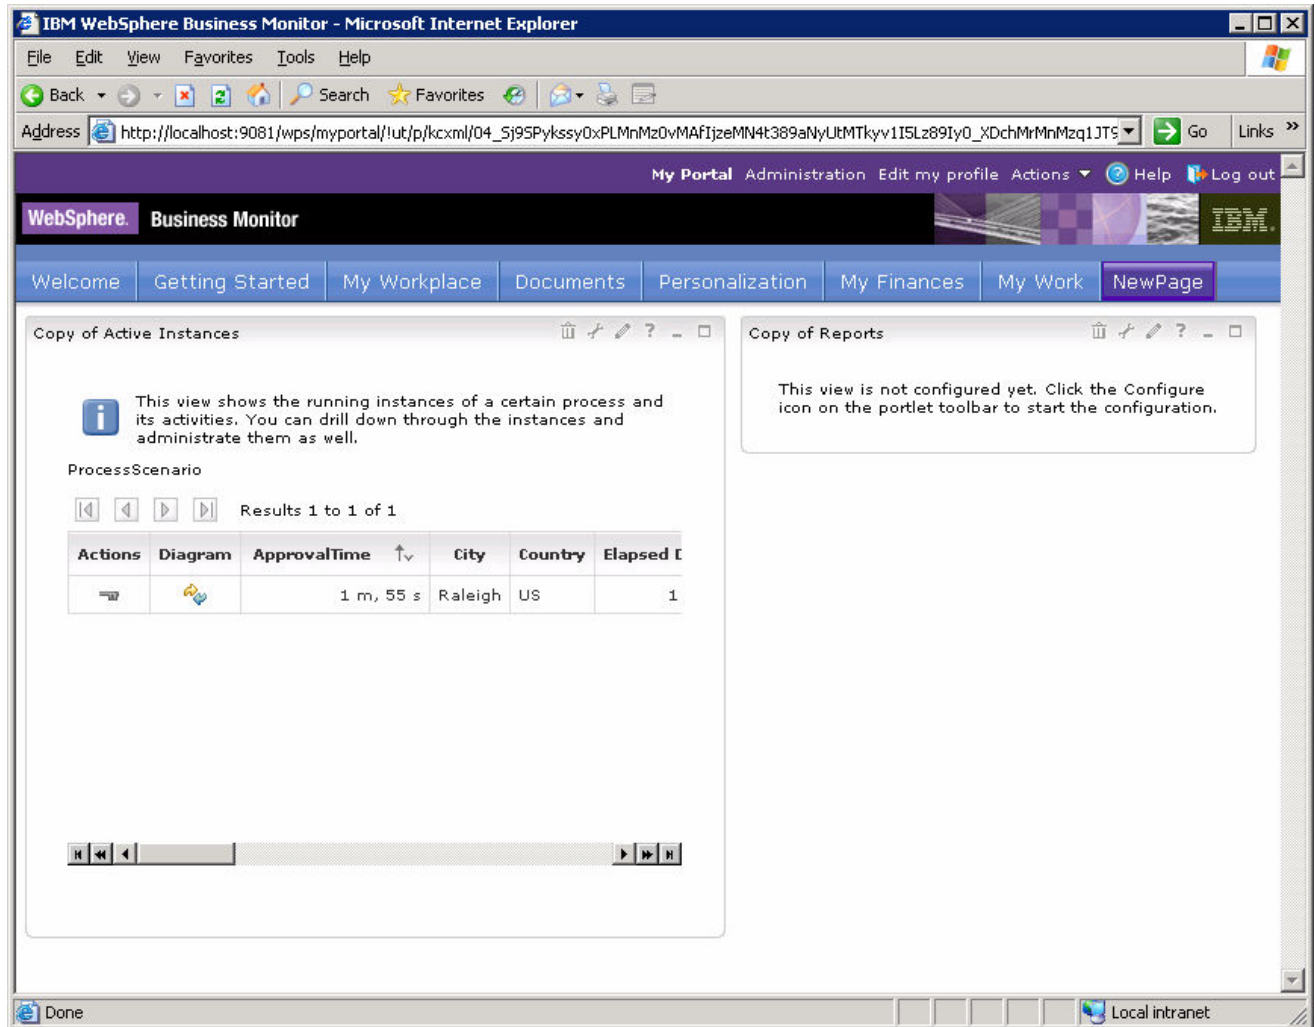 IBM WebSphere Business Monitor - Microsoft Internet Explorer
File Edit View Favorites Tools Help
Back Search Favorites
Address http://localhost:9081/wps/myportal/!ut/p/kcxml/04_Sj9SPykssy0xPLMnMz0vMAfIjzeMN4t389aNyUtMTkyv1I5Lz89Iy0_XDchMrMnMzq1JT9 Go Links »
My Portal Administration Edit my profile Actions Help Log out
WebSphere. Business Monitor IBM.
Welcome Getting Started My Workplace Documents Personalization My Finances My Work NewPage
Copy of Active Instances ?
This view shows the running instances of a certain process and
its activities. You can drill down through the instances and
administrate them as well.
ProcessScenario
Results 1 to 1 of 1
Actions Diagram ApprovalTime City Country Elapsed D
1 m, 55 s Raleigh US 1
Copy of Reports ?
This view is not configured yet. Click the Configure
icon on the portlet toolbar to start the configuration.
Done Local intranet